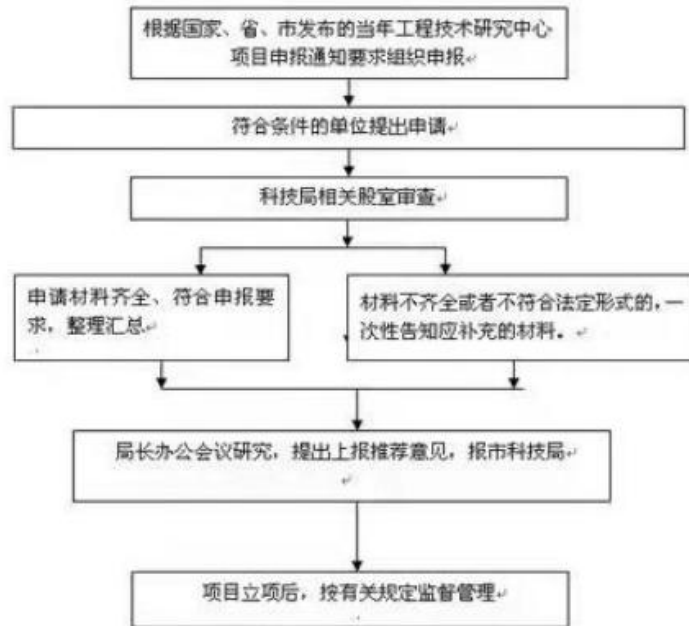 根据国家、省、市发布的当年工程技术研究中心
项目申报通知要求组织申报
符合条件的单位提出申请
科技局相关股室审查
申请材料齐全、符合申报要
求，整理汇总
材料不齐全或者不符合法定形式的，一
次性告知应补充的材料。
局长办公会议研究，提出上报推荐意见，报市科技局
项目立项后，按有关规定监督管理